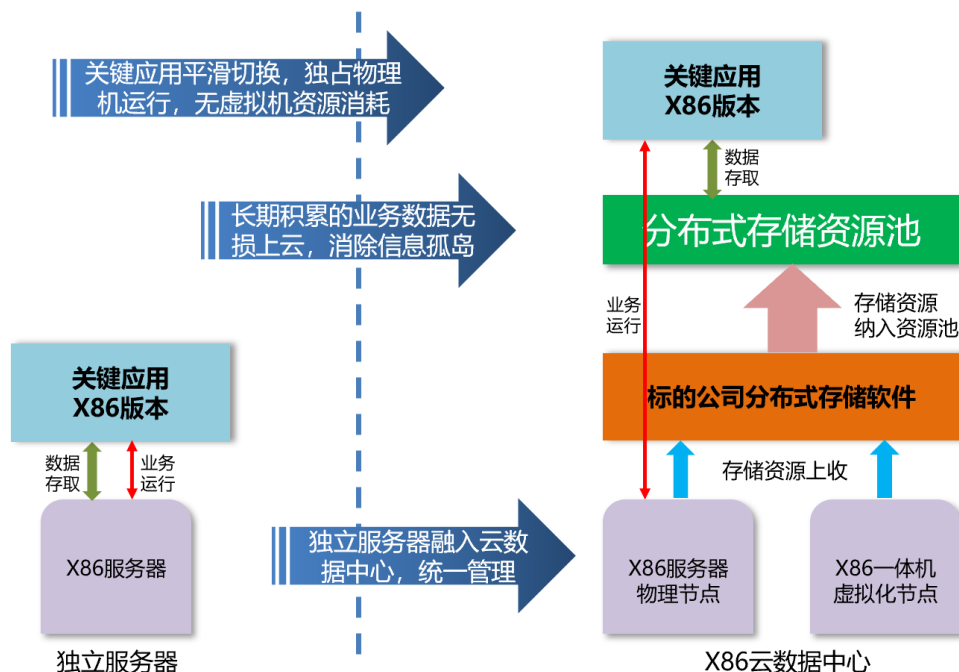 关键应用平滑切换，独占物理
机运行，无虚拟机资源消耗
长期积累的业务数据无
损上云，消除信息孤岛
关键应用
X86版本
数据
存取
业务
运行
X86服务器
独立服务器
独立服务器融入云数
据中心，统一管理
关键应用
X86版本
数据
存取
分布式存储资源池
业务
运行
存储资源
纳入资源池
标的公司分布式存储软件
存储资源上收
X86服务器
物理节点
X86一体机
虚拟化节点
X86云数据中心